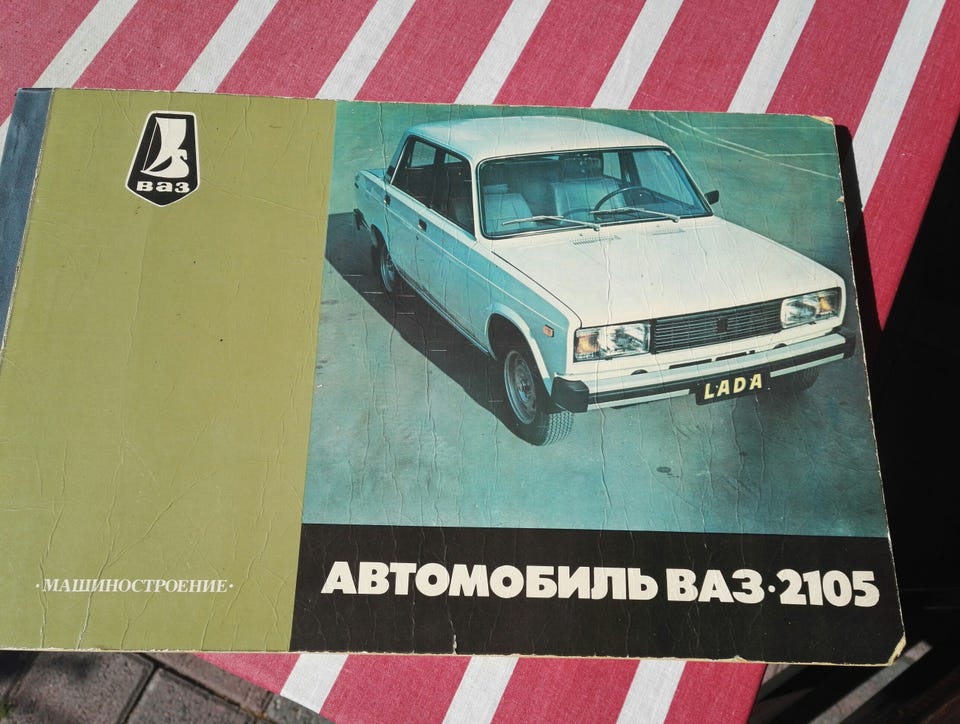 ВАЗ
LADA
·МАШИНОСТРОЕНИЕ·
АВТОМОБИЛЬ ВАЗ·2105